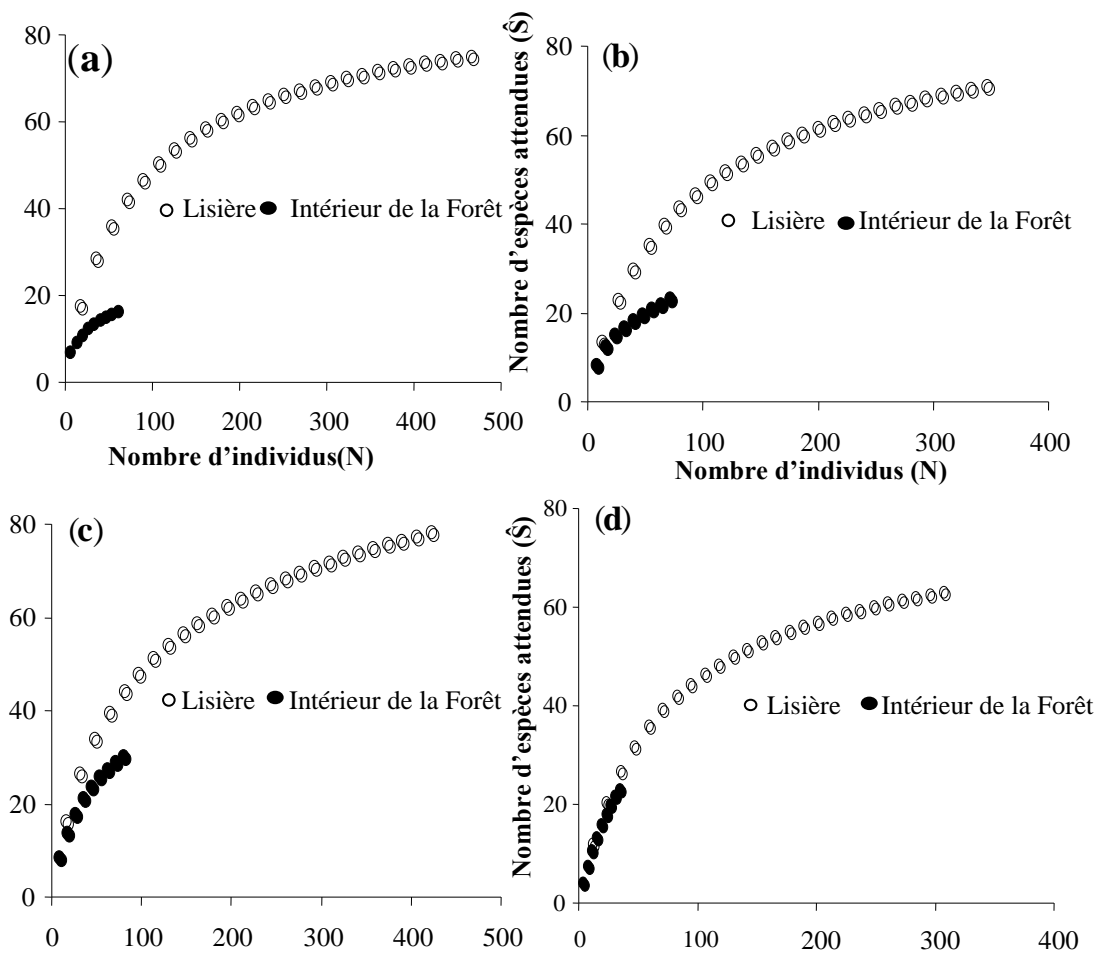 (a)
80
60
40
20
0
Lisière Intérieur de la Forêt
0 100 200 300 400 500
Nombre d'individus(N)
(b)
Nombre d'espèces attendues (Ŝ)
80
60
40
20
0
Lisière Intérieur de la Forêt
0 100 200 300 400
Nombre d'individus (N)
(c)
80
60
40
20
0
Lisière Intérieur de la Forêt
0 100 200 300 400 500
(d)
Nombre d'espèces attendues (Ŝ)
80
60
40
20
0
Lisière Intérieur de la Forêt
0 100 200 300 400